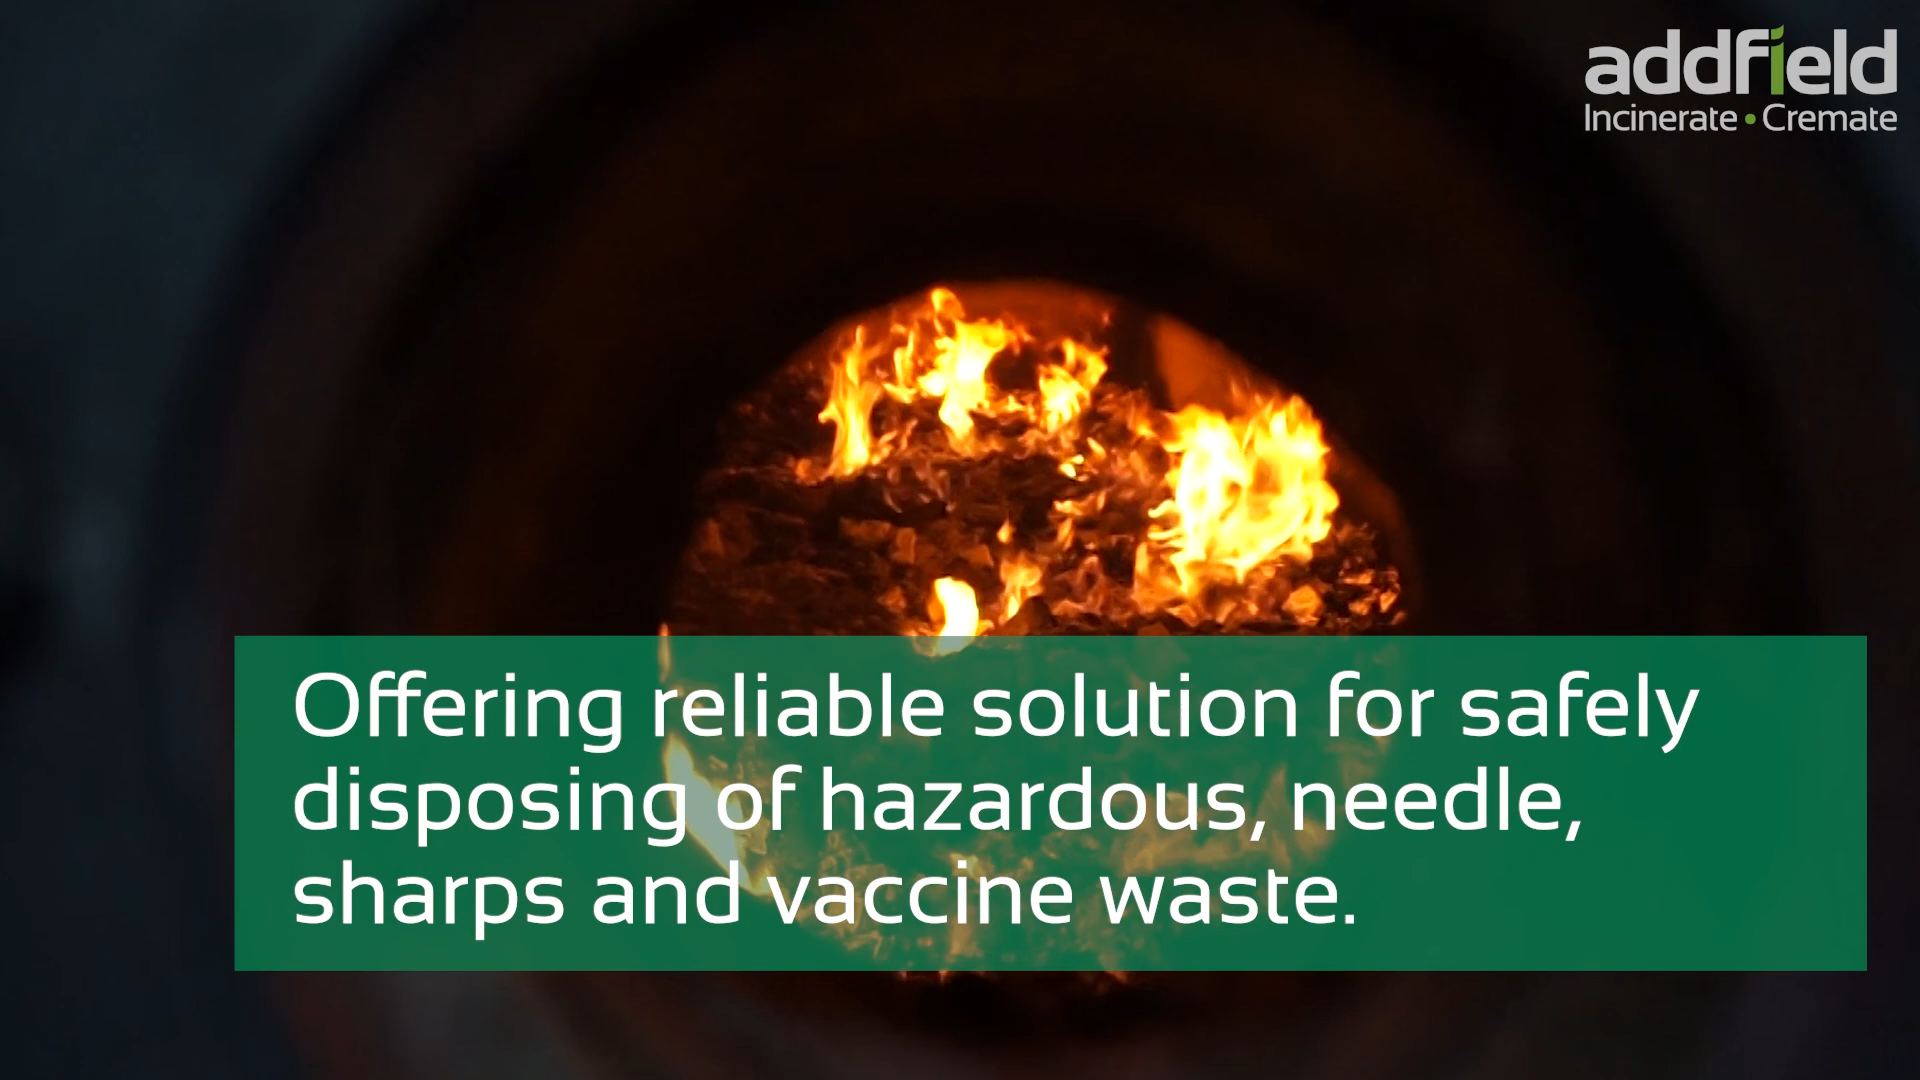 addfield
Incinerate • Cremate
Offering reliable solution for safely
disposing of hazardous, needle,
sharps and vaccine waste.